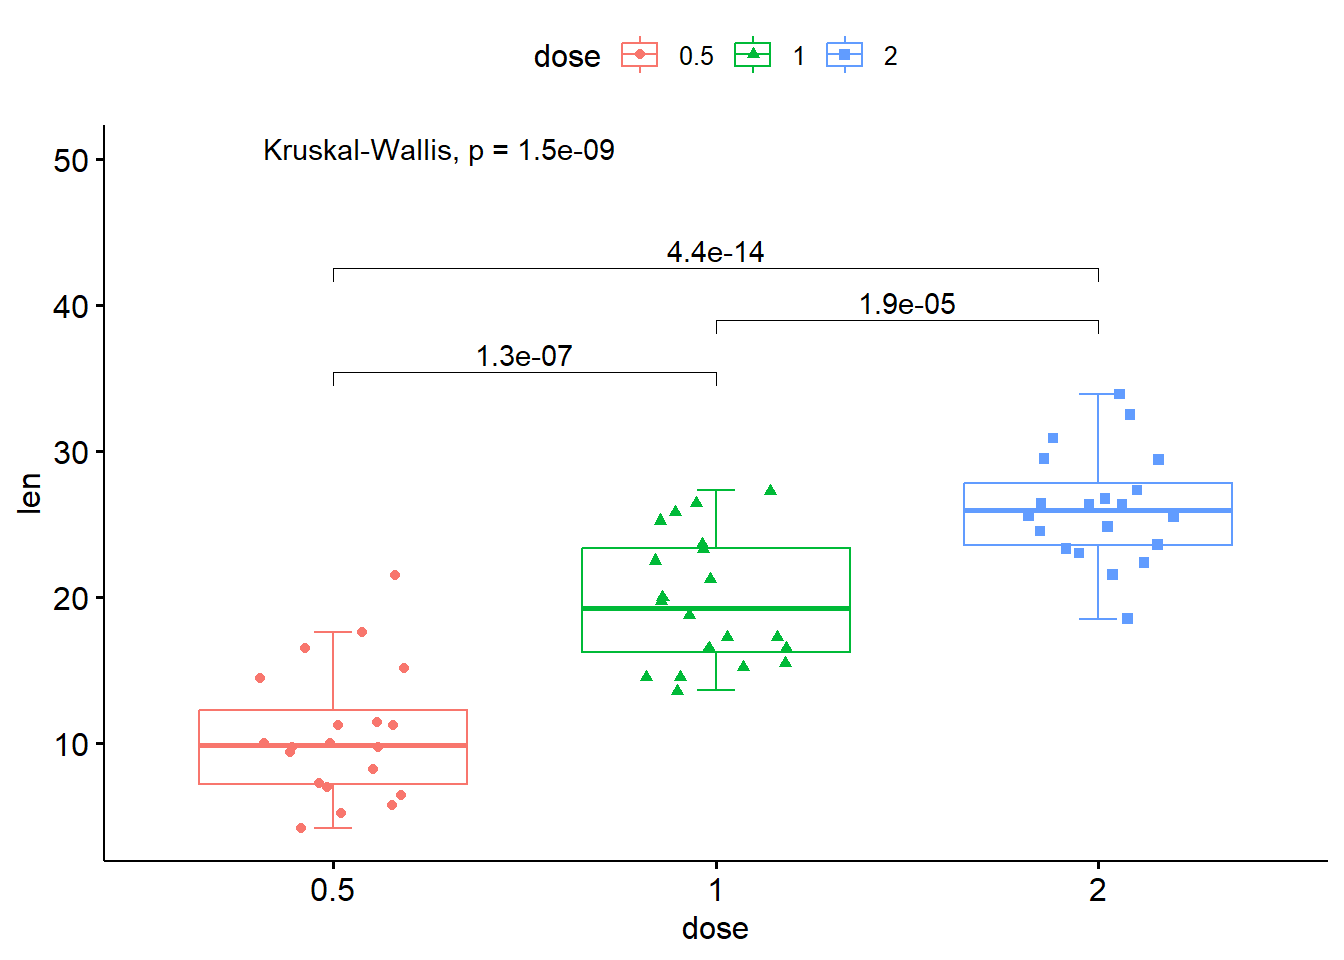 dose 0.5 1 2
Kruskal-Wallis, p = 1.5e-09
50
4.4e-14
40
1.9e-05
1.3e-07
30
len
20
10
0.5 1 2
dose